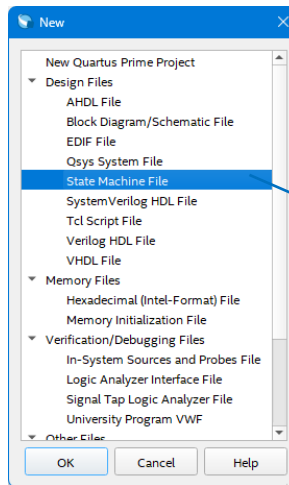 New
New Quartus Prime Project
Design Files
AHDL File
Block Diagram/Schematic File
EDIF File
Qsys System File
State Machine File
SystemVerilog HDL File
Tcl Script File
Verilog HDL File
VHDL File
Memory Files
Hexadecimal (Intel-Format) File
Memory Initialization File
Verification/Debugging Files
In-System Sources and Probes File
Logic Analyzer Interface File
Signal Tap Logic Analyzer File
University Program VWF
Other Files
OK Cancel Help